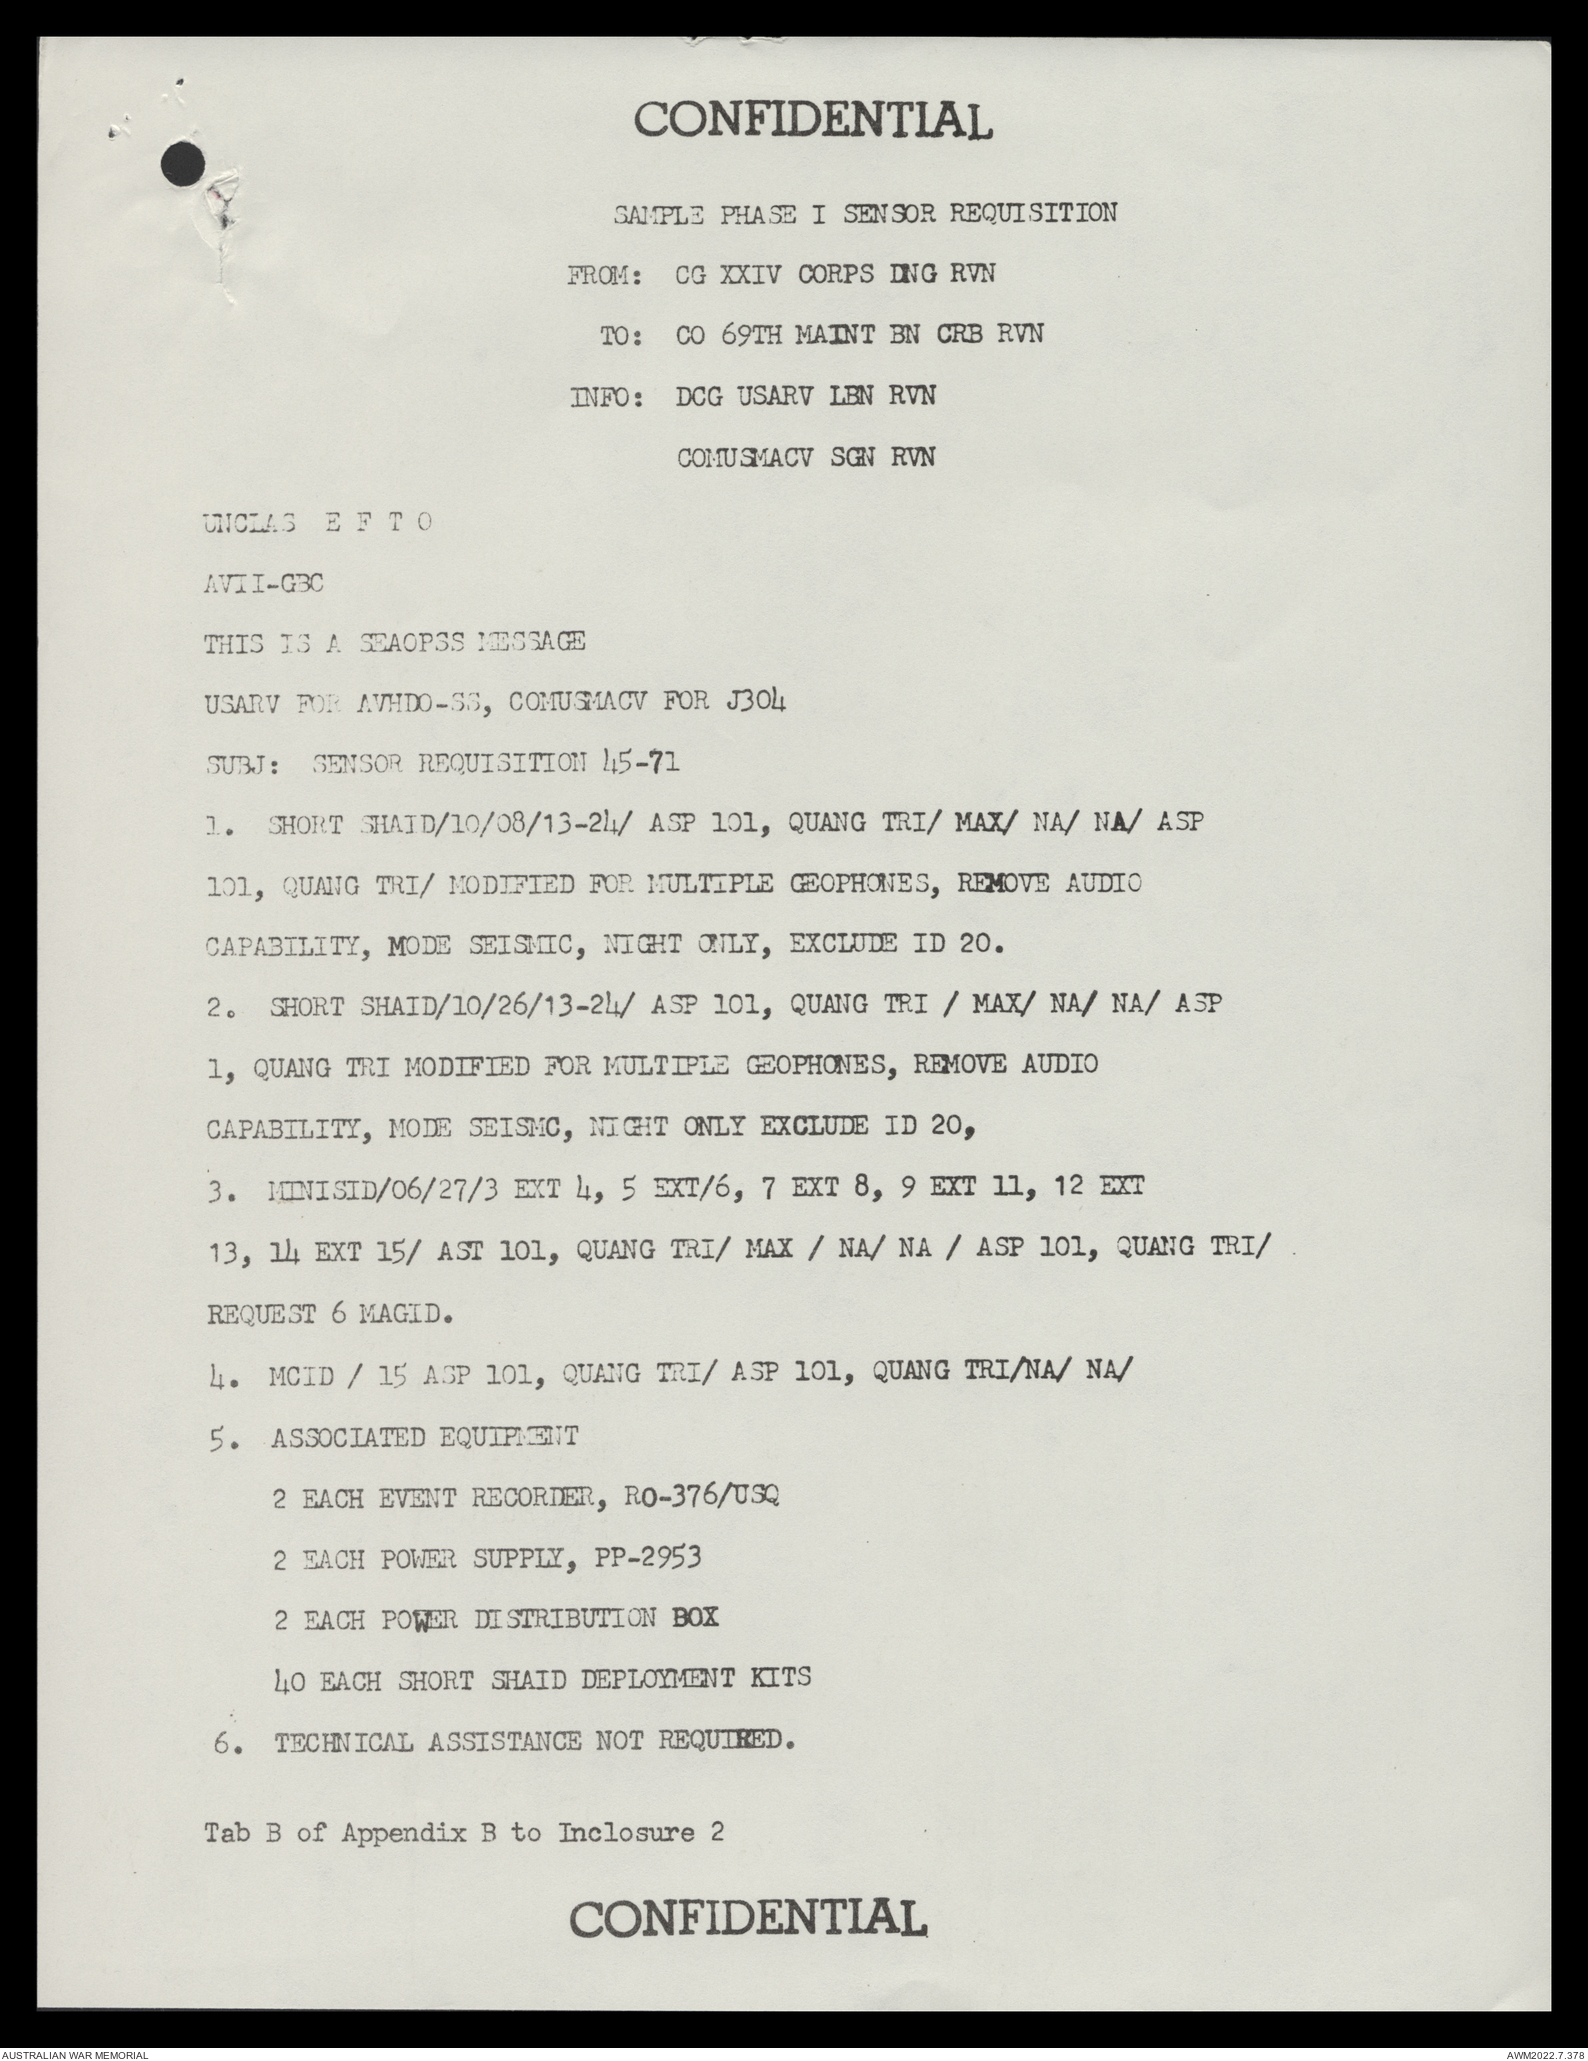 CONFIDENTIAL
SAMPLE PHASE I SENSOR REQUISITION
FROM: CG XXIV CORPS DNG RVN
TO: CO 69TH MAINT BN CRB RVN
INFO: DCG USARV LBN RVN
COMUSMACV SGN RVN
UNCLAS E F T O
AVII-GBC
THIS IS A SEAOPSS MESSAGE
USARV FOR AVHDO-SS, COMUSMACV FOR J304
SUBJ: SENSOR REQUISITION 45-71
1. SHORT SHAID/10/08/13-24/ ASP 101, QUANG TRI/ MAX/ NA/ NA/ ASP
101, QUANG TRI/ MODIFIED FOR MULTIPLE GEOPHONES, REMOVE AUDIO
CAPABILITY, MODE SEISMIC, NIGHT ONLY, EXCLUDE ID 20.
2. SHORT SHAID/10/26/13-24/ ASP 101, QUANG TRI / MAX/ NA/ NA/ ASP
1, QUANG TRI MODIFIED FOR MULTIPLE GEOPHONES, REMOVE AUDIO
CAPABILITY, MODE SEISMC, NIGHT ONLY EXCLUDE ID 20,
3. MINISID/06/27/3 EXT 4, 5 EXT/6, 7 EXT 8, 9 EXT 11, 12 EXT
13, 14 EXT 15/ AST 101, QUANG TRI/ MAX / NA/ NA / ASP 101, QUANG TRI/
REQUEST 6 MAGID.
4. MCID / 15 ASP 101, QUANG TRI/ ASP 101, QUANG TRI/NA/ NA/
5. ASSOCIATED EQUIPMENT
2 EACH EVENT RECORDER, RO-376/USQ
2 EACH POWER SUPPLY, PP-2953
2 EACH POWER DISTRIBUTION BOX
40 EACH SHORT SHAID DEPLOYMENT KITS
6. TECHNICAL ASSISTANCE NOT REQUIRED.
Tab B of Appendix B to Inclosure 2
CONFIDENTIAL
AUSTRALIAN WAR MEMORIAL
AWM2022.7.378